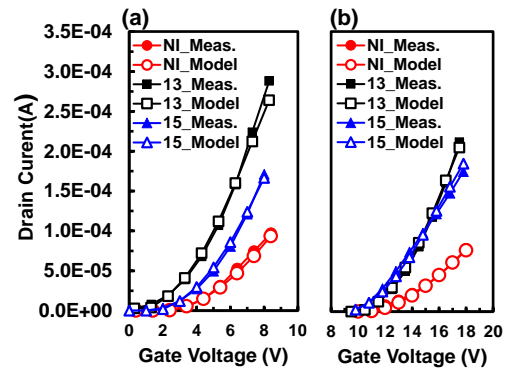 (a)
(b)
3.5E-04
3.0E-04
2.5E-04
2.0E-04
1.5E-04
1.0E-04
5.0E-05
0.0E+00
Drain Current(A)
NI_Meas.
NI_Model
13_Meas.
13_Model
15_Meas.
15_Model
NI_Meas.
NI_Model
13_Meas.
13_Model
15_Meas.
15_Model
0 2 4 6 8 10
8 10 12 14 16 18 20
Gate Voltage (V)
Gate Voltage (V)